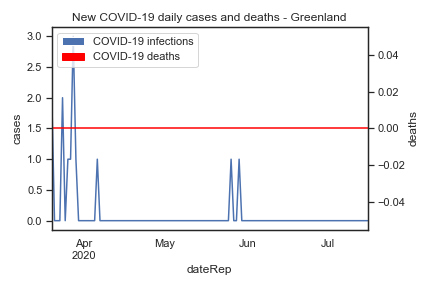 New COVID-19 daily cases and deaths - Greenland
COVID-19 infections
COVID-19 deaths
cases
3.0
2.5
2.0
1.5
1.0
0.5
0.0
deaths
0.04
0.02
0.00
−0.02
−0.04
Apr
2020
May
Jun
Jul
dateRep